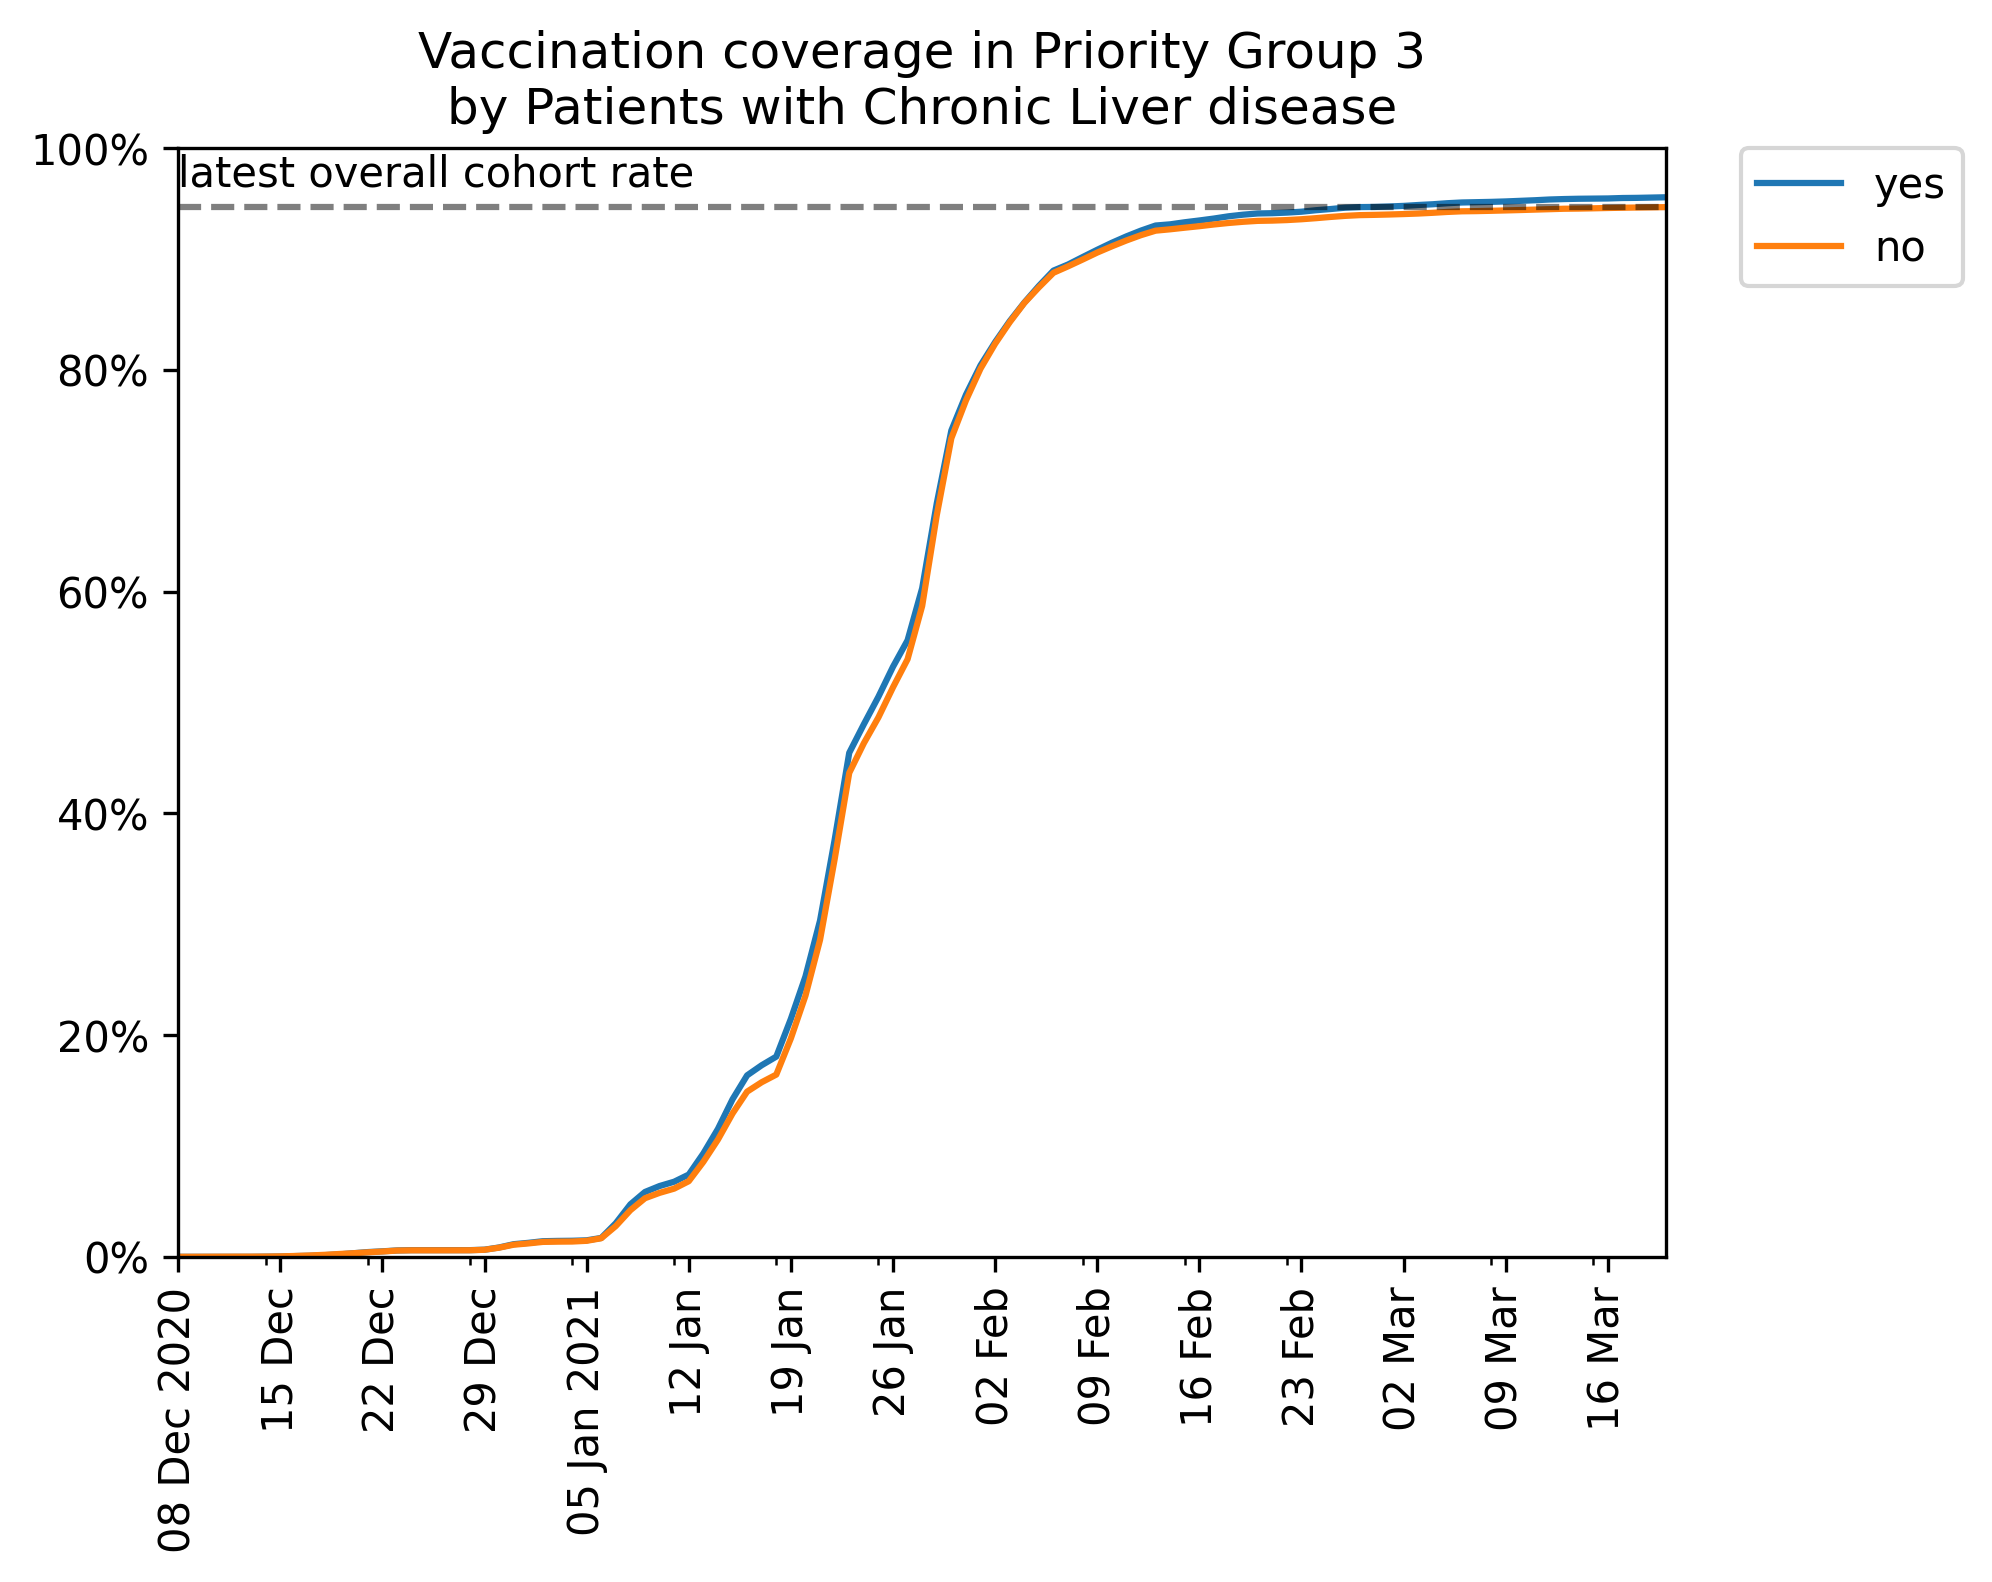 Vaccination coverage in Priority Group 3
by Patients with Chronic Liver disease
100%
80%
60%
40%
20%
0%
latest overall cohort rate
yes
no
08 Dec 2020
15 Dec
22 Dec
29 Dec
05 Jan 2021
12 Jan
19 Jan
26 Jan
02 Feb
09 Feb
16 Feb
23 Feb
02 Mar
09 Mar
16 Mar